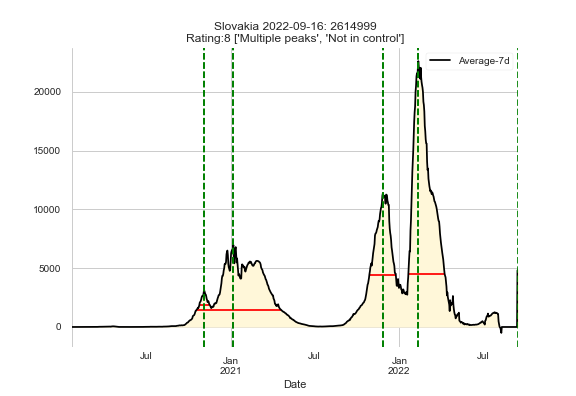 Slovakia 2022-09-16: 2614999
Rating:8 ['Multiple peaks', 'Not in control']
Average-7d
20000
15000
10000
5000
0
Jul
Jan
2021
Jul
Jan
2022
Jul
Date